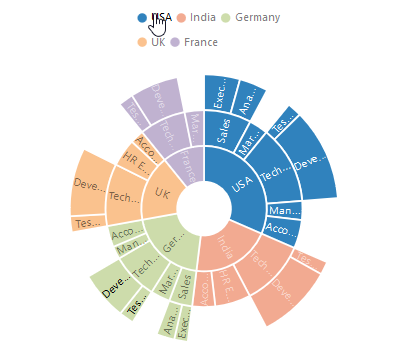 USA India Germany
UK France
Exec...
Ana...
Sales
Mar...
Tes...
Deve...
Tech...
USA
Man...
Acco...
India
Tes...
Tech...
Deve...
HR E...
Acco...
Ger...
Sales
Ana...
Exec...
Mar...
Tes...
Tech...
Deve...
Man...
Acco...
UK
Tes...
Tech...
Deve...
HR E...
Acco...
France
Tes...
Tech...
Deve...
Mar...